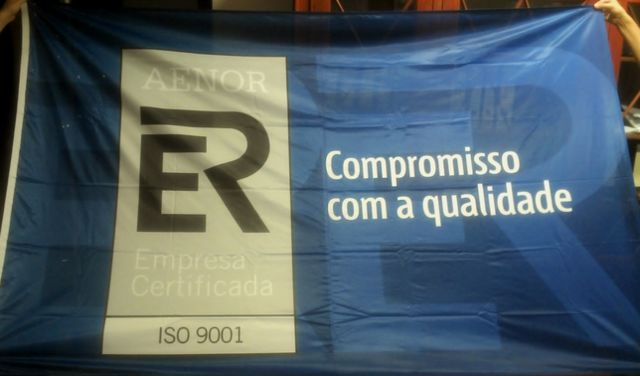 AENOR
ER
Empresa
Certificada
ISO 9001
Compromisso
com a qualidade